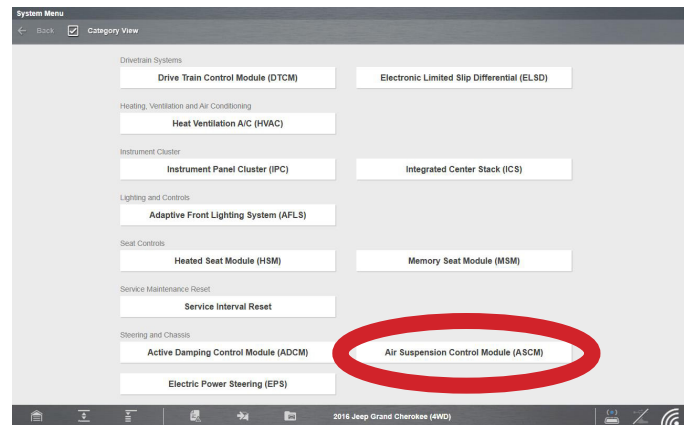 System Menu
Back Category View
Drivetrain Systems
Drive Train Control Module (DTCM) Electronic Limited Slip Differential (ELSD)
Heating, Ventilation and Air Conditioning
Heat Ventilation A/C (HVAC)
Instrument Cluster
Instrument Panel Cluster (IPC) Integrated Center Stack (ICS)
Lighting and Controls
Adaptive Front Lighting System (AFLS)
Seat Controls
Heated Seat Module (HSM) Memory Seat Module (MSM)
Service Maintenance Reset
Service Interval Reset
Steering and Chassis
Active Damping Control Module (ADCM) Air Suspension Control Module (ASCM)
Electric Power Steering (EPS)
2016 Jeep Grand Cherokee (4WD)